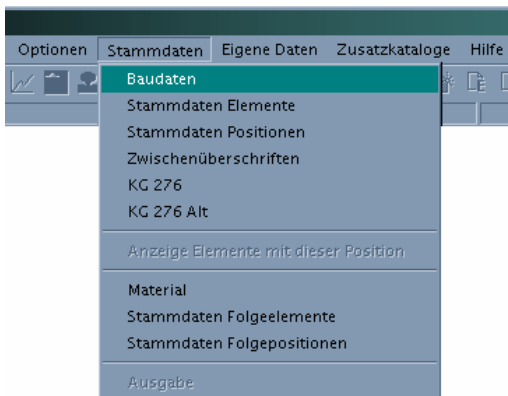 Optionen Stammdaten Eigene Daten Zusatzkataloge Hilfe
Baudaten
Stammdaten Elemente
Stammdaten Positionen
Zwischenüberschriften
KG 276
KG 276 Alt
Anzeige Elemente mit dieser Position
Material
Stammdaten Folgeelemente
Stammdaten Folgepositionen
Ausgabe